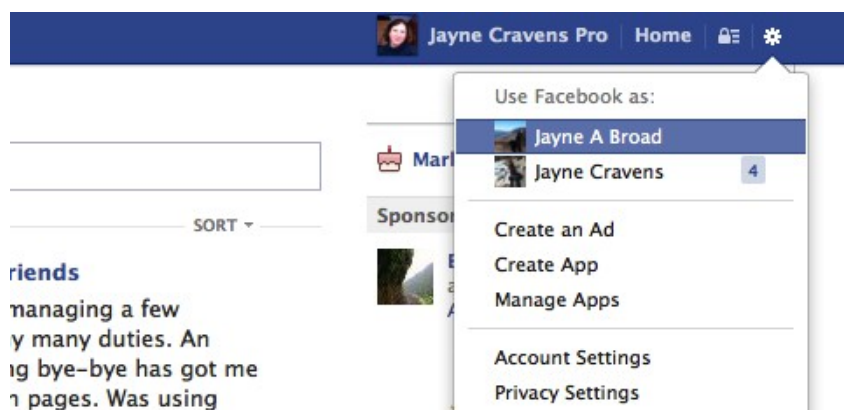 Jayne Cravens Pro Home
Use Facebook as:
Jayne A Broad
Jayne Cravens 4
Create an Ad
Create App
Manage Apps
Account Settings
Privacy Settings
Mar
Sponsor
SORT
riends
managing a few
y many duties. An
ng bye-bye has got me
n pages. Was using